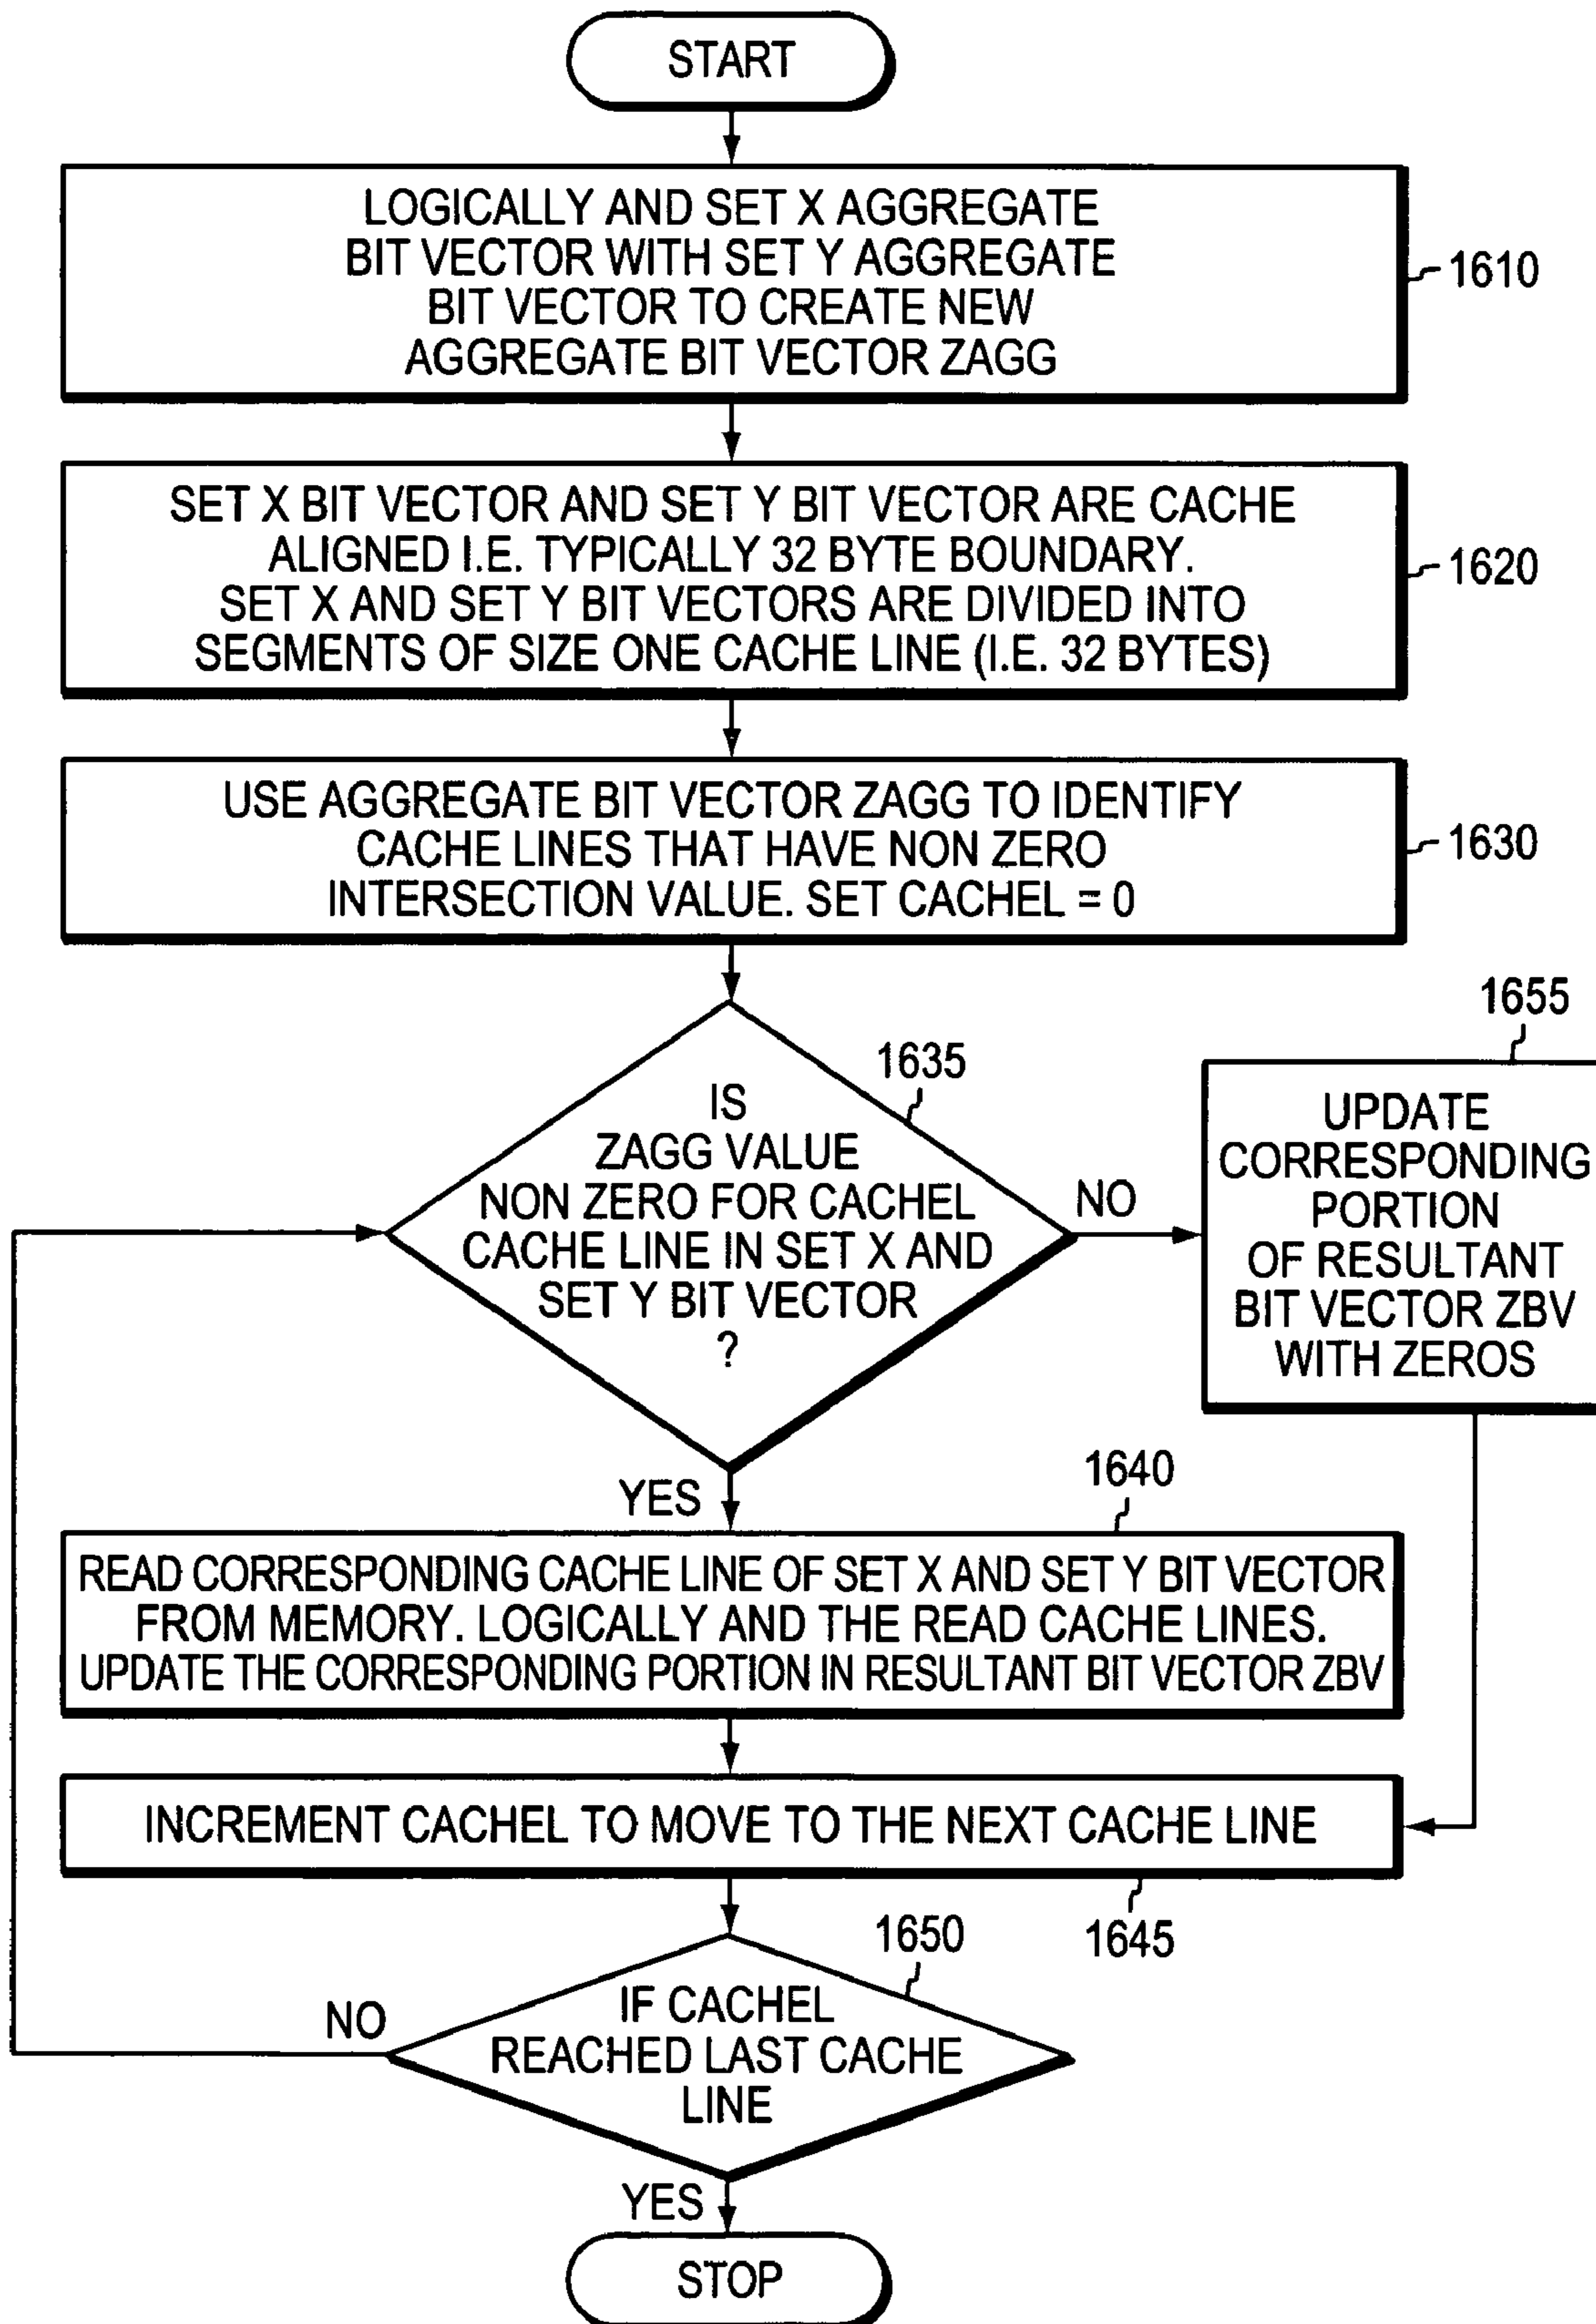 START
LOGICALLY AND SET X AGGREGATE
BIT VECTOR WITH SET Y AGGREGATE
BIT VECTOR TO CREATE NEW
AGGREGATE BIT VECTOR ZAGG
1610
SET X BIT VECTOR AND SET Y BIT VECTOR ARE CACHE
ALIGNED I.E. TYPICALLY 32 BYTE BOUNDARY.
SET X AND SET Y BIT VECTORS ARE DIVIDED INTO
SEGMENTS OF SIZE ONE CACHE LINE (I.E. 32 BYTES)
1620
USE AGGREGATE BIT VECTOR ZAGG TO IDENTIFY
CACHE LINES THAT HAVE NON ZERO
INTERSECTION VALUE. SET CACHEL = 0
1630
1635
IS
ZAGG VALUE
NON ZERO FOR CACHEL
CACHE LINE IN SET X AND
SET Y BIT VECTOR
?
NO
1655
UPDATE
CORRESPONDING
PORTION
OF RESULTANT
BIT VECTOR ZBV
WITH ZEROS
YES
1640
READ CORRESPONDING CACHE LINE OF SET X AND SET Y BIT VECTOR
FROM MEMORY. LOGICALLY AND THE READ CACHE LINES.
UPDATE THE CORRESPONDING PORTION IN RESULTANT BIT VECTOR ZBV
INCREMENT CACHEL TO MOVE TO THE NEXT CACHE LINE
1645
1650
IF CACHEL
REACHED LAST CACHE
LINE
NO
YES
STOP